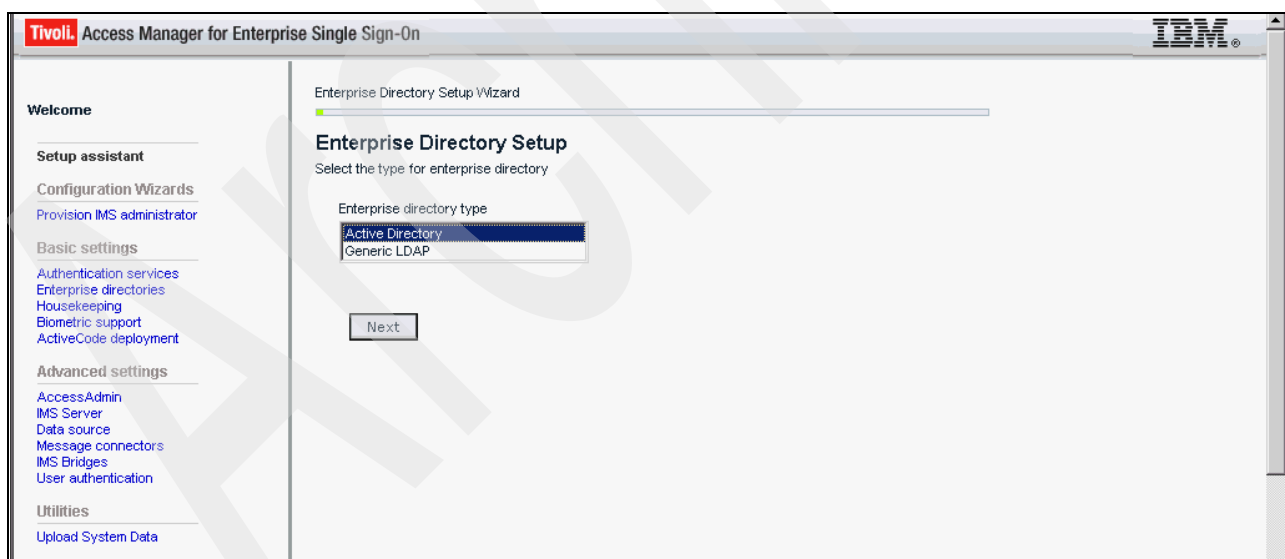 Tivoli. Access Manager for Enterprise Single Sign-On
IBM®
Welcome
Setup assistant
Configuration Wizards
Provision IMS administrator
Basic settings
Authentication services
Enterprise directories
Housekeeping
Biometric support
ActiveCode deployment
Advanced settings
AccessAdmin
IMS Server
Data source
Message connectors
IMS Bridges
User authentication
Utilities
Upload System Data
Enterprise Directory Setup Wizard
Enterprise Directory Setup
Select the type for enterprise directory
Enterprise directory type
Active Directory
Generic LDAP
Next